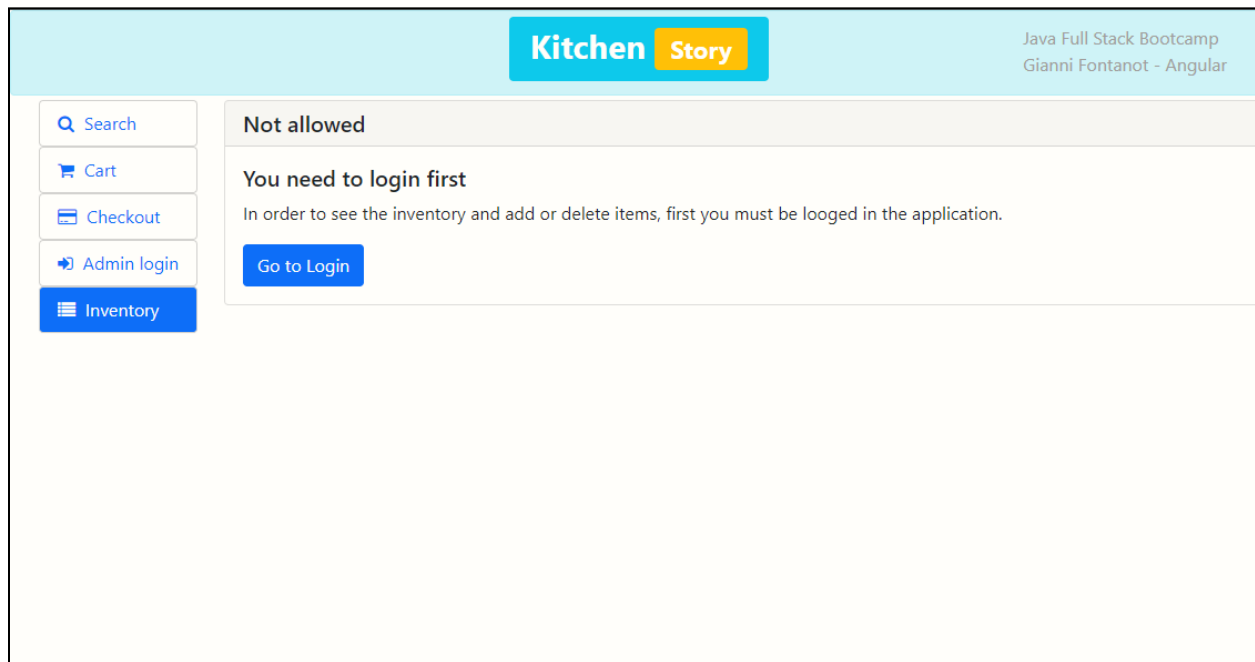 Kitchen Story
Java Full Stack Bootcamp
Gianni Fontanot - Angular
Search
Cart
Checkout
Admin login
Inventory
Not allowed
You need to login first
In order to see the inventory and add or delete items, first you must be looged in the application.
Go to Login